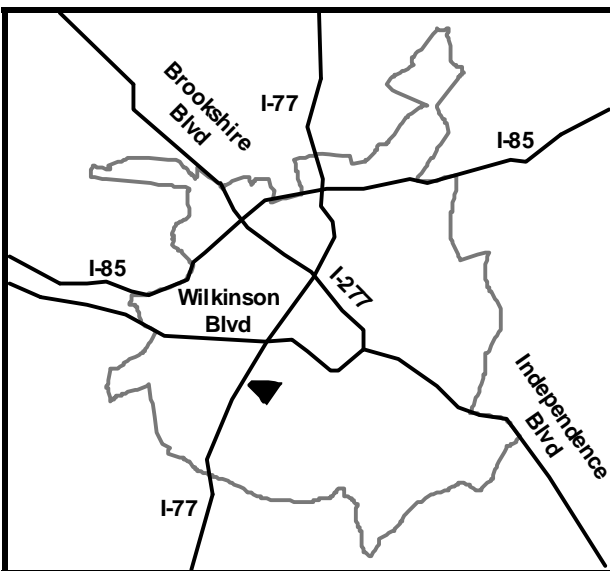 Brookshire
Blvd
I-77
I-85
I-85
I-277
Wilkinson
Blvd
Independence
Blvd
I-77